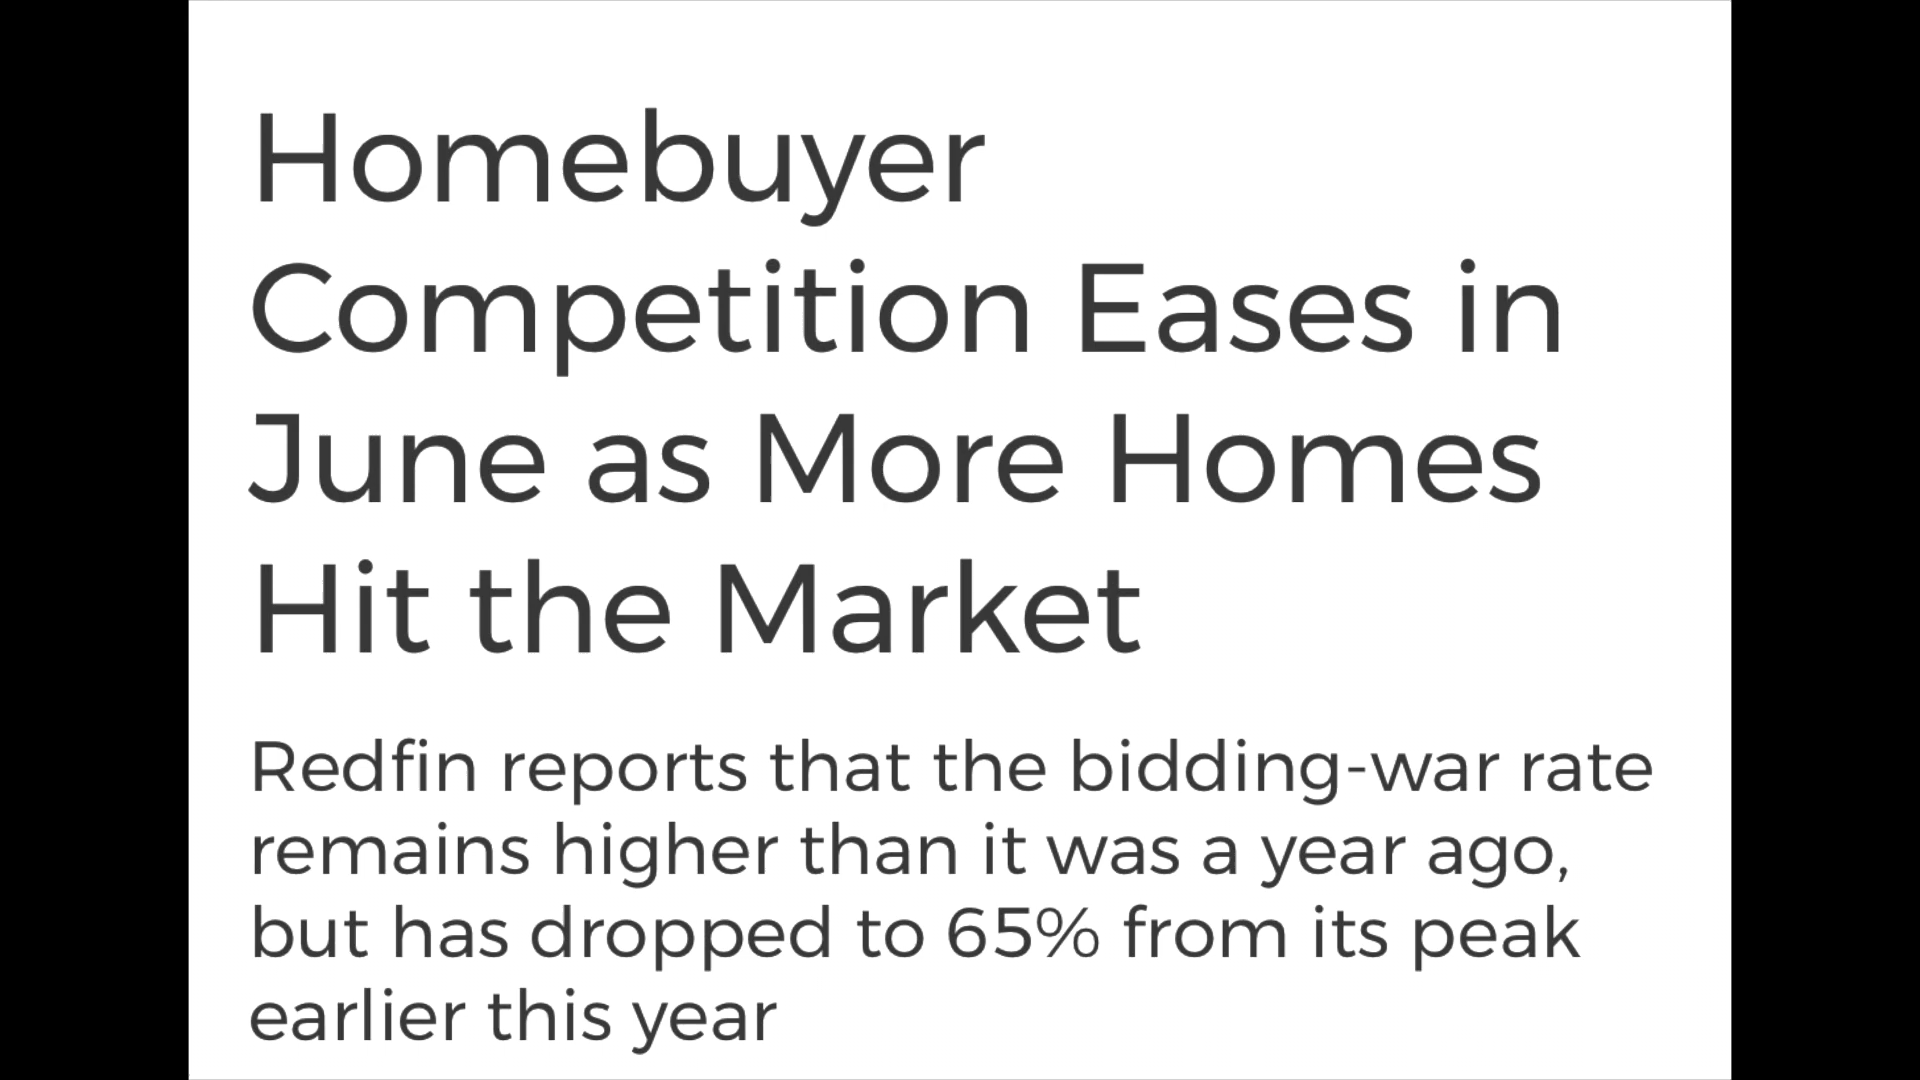 Homebuyer
Competition Eases in
June as More Homes
Hit the Market
Redfin reports that the bidding-war rate
remains higher than it was a year ago,
but has dropped to 65% from its peak
earlier this year